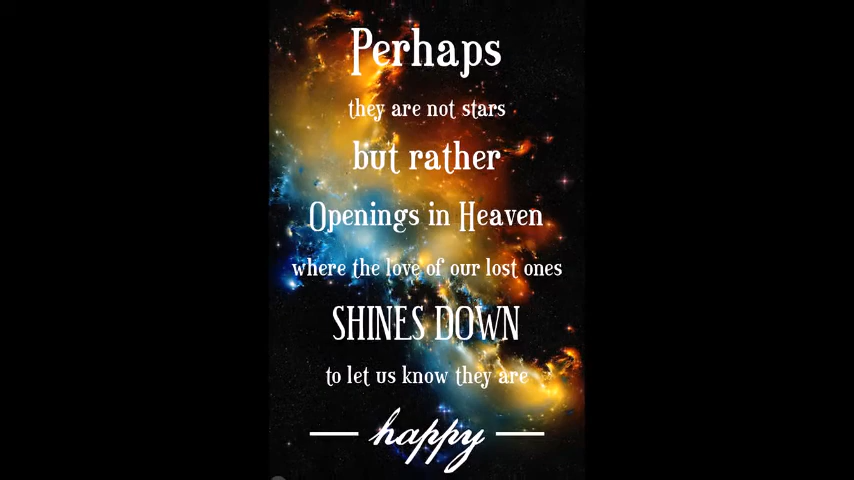 Perhaps
they are not stars
but rather
Openings in Heaven
where the love of our lost ones
SHINES DOWN
to let us know they are
happy